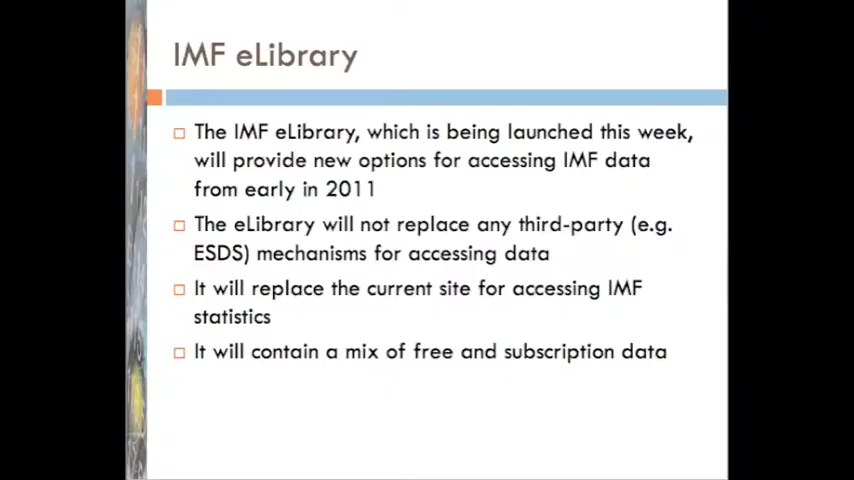 IMF eLibrary
The IMF eLibrary, which is being launched this week,
will provide new options for accessing IMF data
from early in 2011
The eLibrary will not replace any third-party (e.g.
ESDS) mechanisms for accessing data
It will replace the current site for accessing IMF
statistics
It will contain a mix of free and subscription data